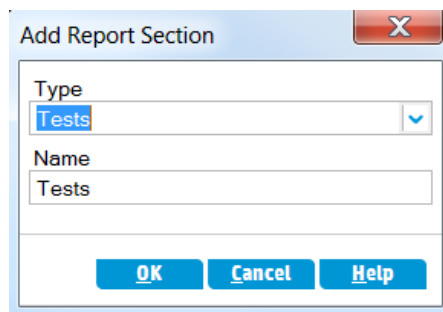 Add Report Section
X
Type
Tests
Name
Tests
OK Cancel Help